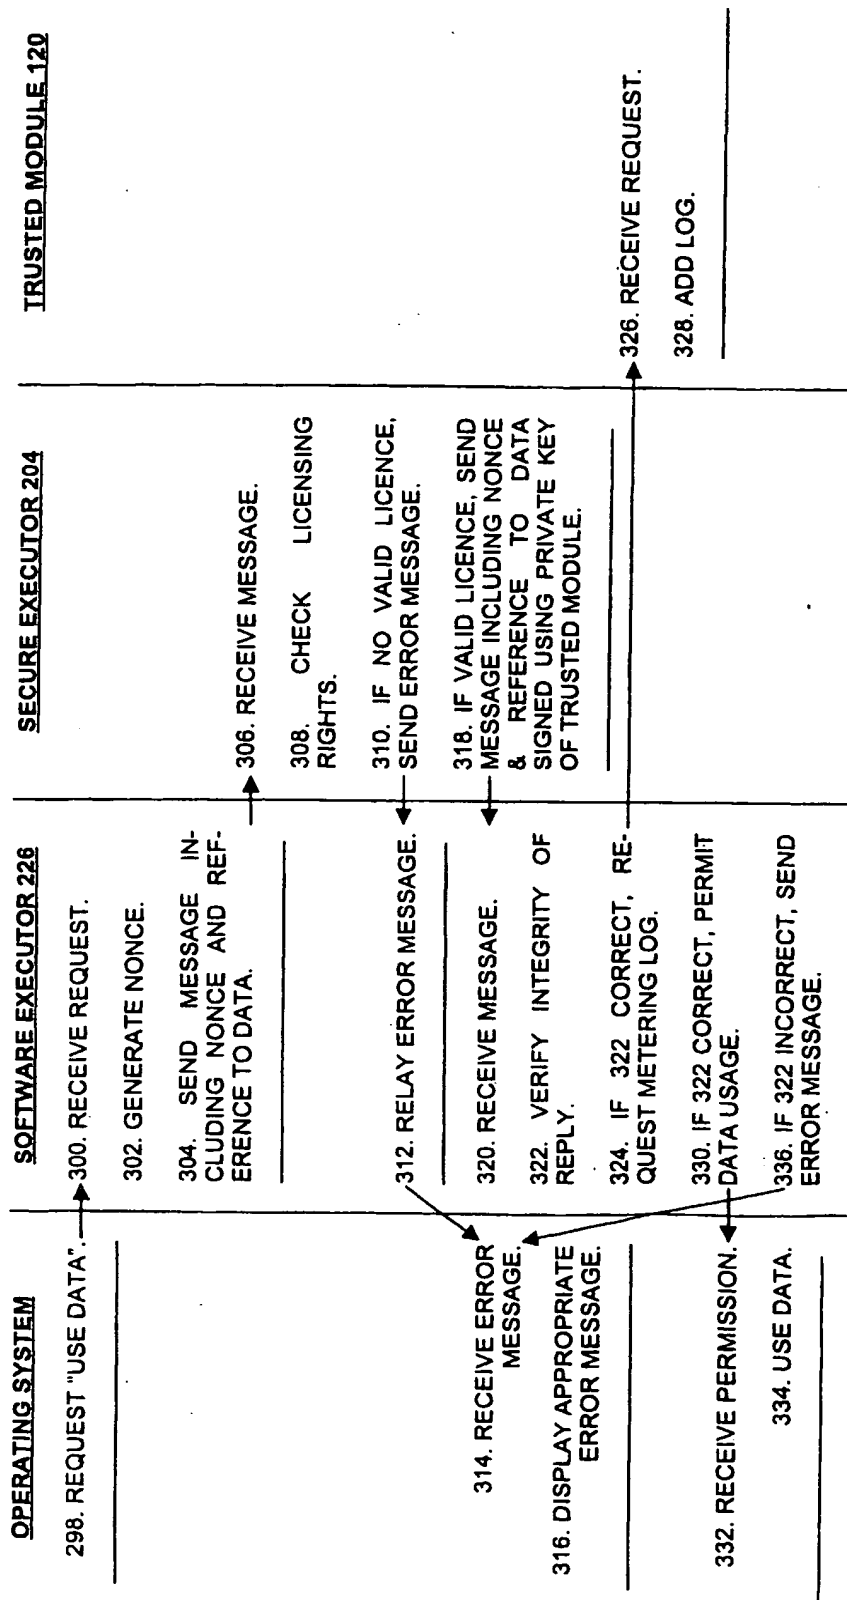 OPERATING SYSTEM
298. REQUEST "USE DATA".
314. RECEIVE ERROR
MESSAGE.
316. DISPLAY APPROPRIATE
ERROR MESSAGE.
332. RECEIVE PERMISSION.
334. USE DATA.
SOFTWARE EXECUTOR 226
300. RECEIVE REQUEST.
302. GENERATE NONCE.
304. SEND MESSAGE IN-
CLUDING NONCE AND REF-
ERENCE TO DATA.
312. RELAY ERROR MESSAGE.
320. RECEIVE MESSAGE.
322. VERIFY INTEGRITY OF
REPLY.
324. IF 322 CORRECT, RE-
QUEST METERING LOG.
330. IF 322 CORRECT, PERMIT
DATA USAGE.
336. IF 322 INCORRECT, SEND
ERROR MESSAGE.
SECURE EXECUTOR 204
306. RECEIVE MESSAGE.
308. CHECK LICENSING
RIGHTS.
310. IF NO VALID LICENCE,
SEND ERROR MESSAGE.
318. IF VALID LICENCE, SEND
MESSAGE INCLUDING NONCE
& REFERENCE TO DATA
SIGNED USING PRIVATE KEY
OF TRUSTED MODULE.
TRUSTED MODULE 120
326. RECEIVE REQUEST.
328. ADD LOG.